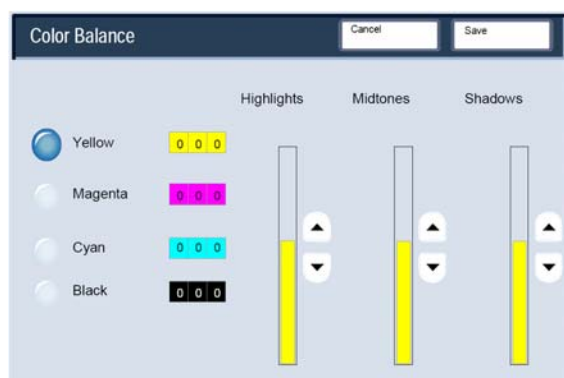 Color Balance Cancel Save
Highlights Midtones Shadows
Yellow 0 0 0
Magenta 0 0 0
Cyan 0 0 0
Black 0 0 0